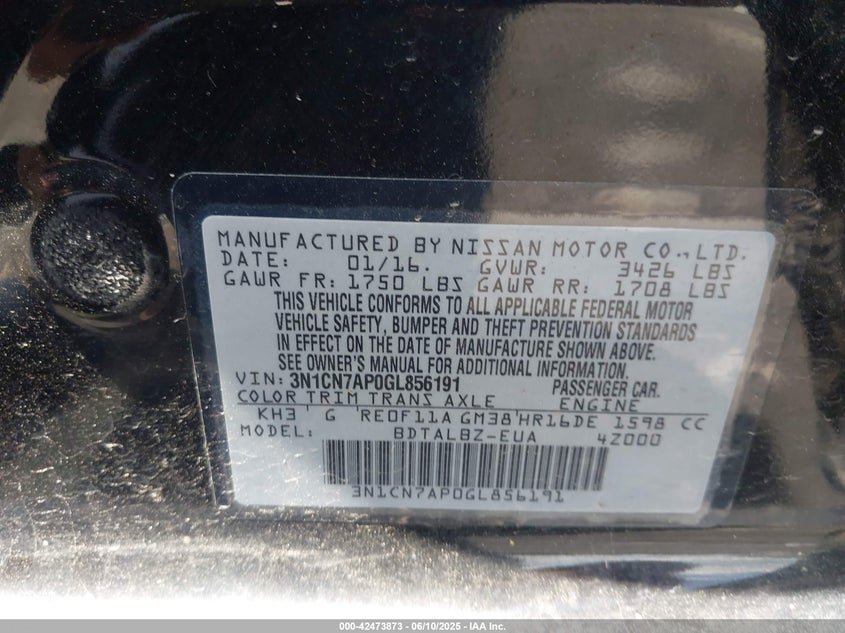 MANUFACTURED BY NISSAN MOTOR CO., LTD.
DATE: 01/16. GVWR: 3426 LBS
GAWR FR: 1750 LBS GAWR RR: 1708 LBS
THIS VEHICLE CONFORMS TO ALL APPLICABLE FEDERAL MOTOR
VEHICLE SAFETY, BUMPER AND THEFT PREVENTION STANDARDS
IN EFFECT ON THE DATE OF MANUFACTURE SHOWN ABOVE.
SEE OWNER'S MANUAL FOR ADDITIONAL INFORMATION.
VIN: 3N1CN7AP0GL856191 PASSENGER CAR.
COLOR TRIM TRANS AXLE ENGINE
KH3 G RE0F11A GM38 HR16DE 1598 CC
MODEL: BDTALBZ-EUA 4Z000
3N1CN7AP0GL856191
000-42473873 / 06/10/2025 - IAA Inc.